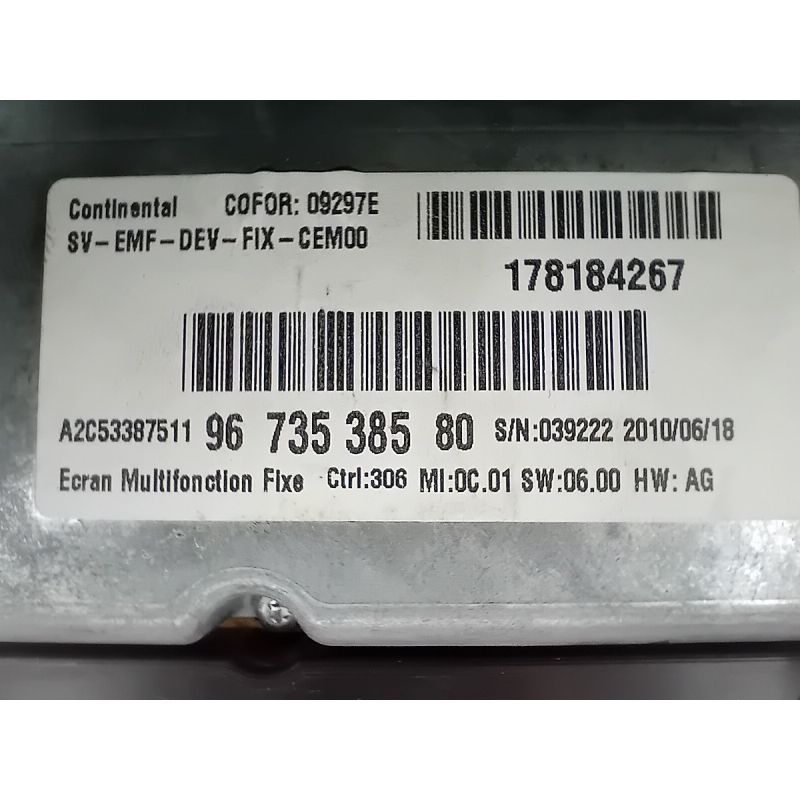 Continental COFOR: 09297E
SV-EMF-DEV-FIX-CEM00
178184267
A2C53387511 96 735 385 80 S/N:039222 2010/06/18
Ecran Multifonction Fixe Ctrl:306 MI:0C.01 SW:06.00 HW: AG